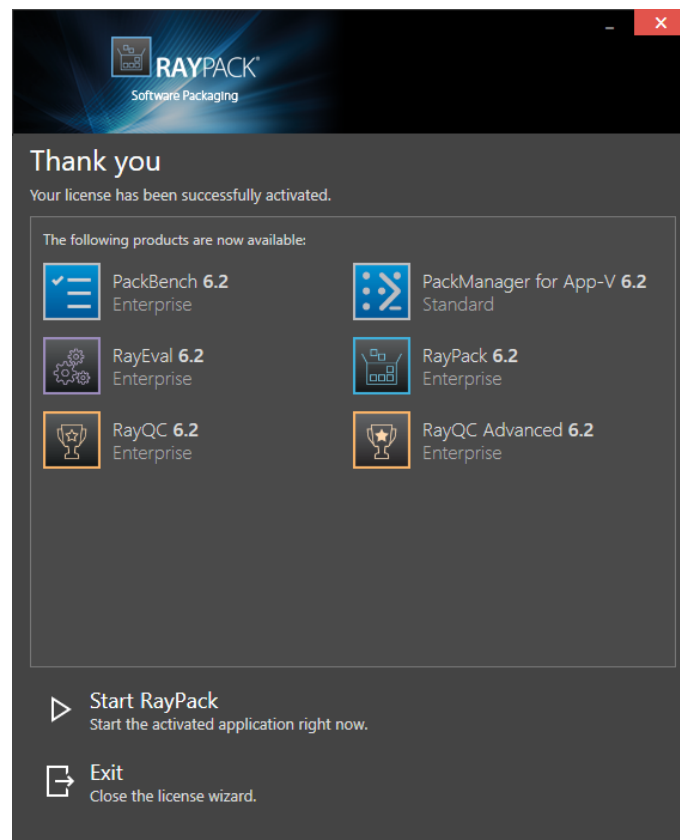 RAYPACK®
Software Packaging
Thank you
Your license has been successfully activated.
The following products are now available:
PackBench 6.2
Enterprise
PackManager for App-V 6.2
Standard
RayEval 6.2
Enterprise
RayPack 6.2
Enterprise
RayQC 6.2
Enterprise
RayQC Advanced 6.2
Enterprise
Start RayPack
Start the activated application right now.
Exit
Close the license wizard.